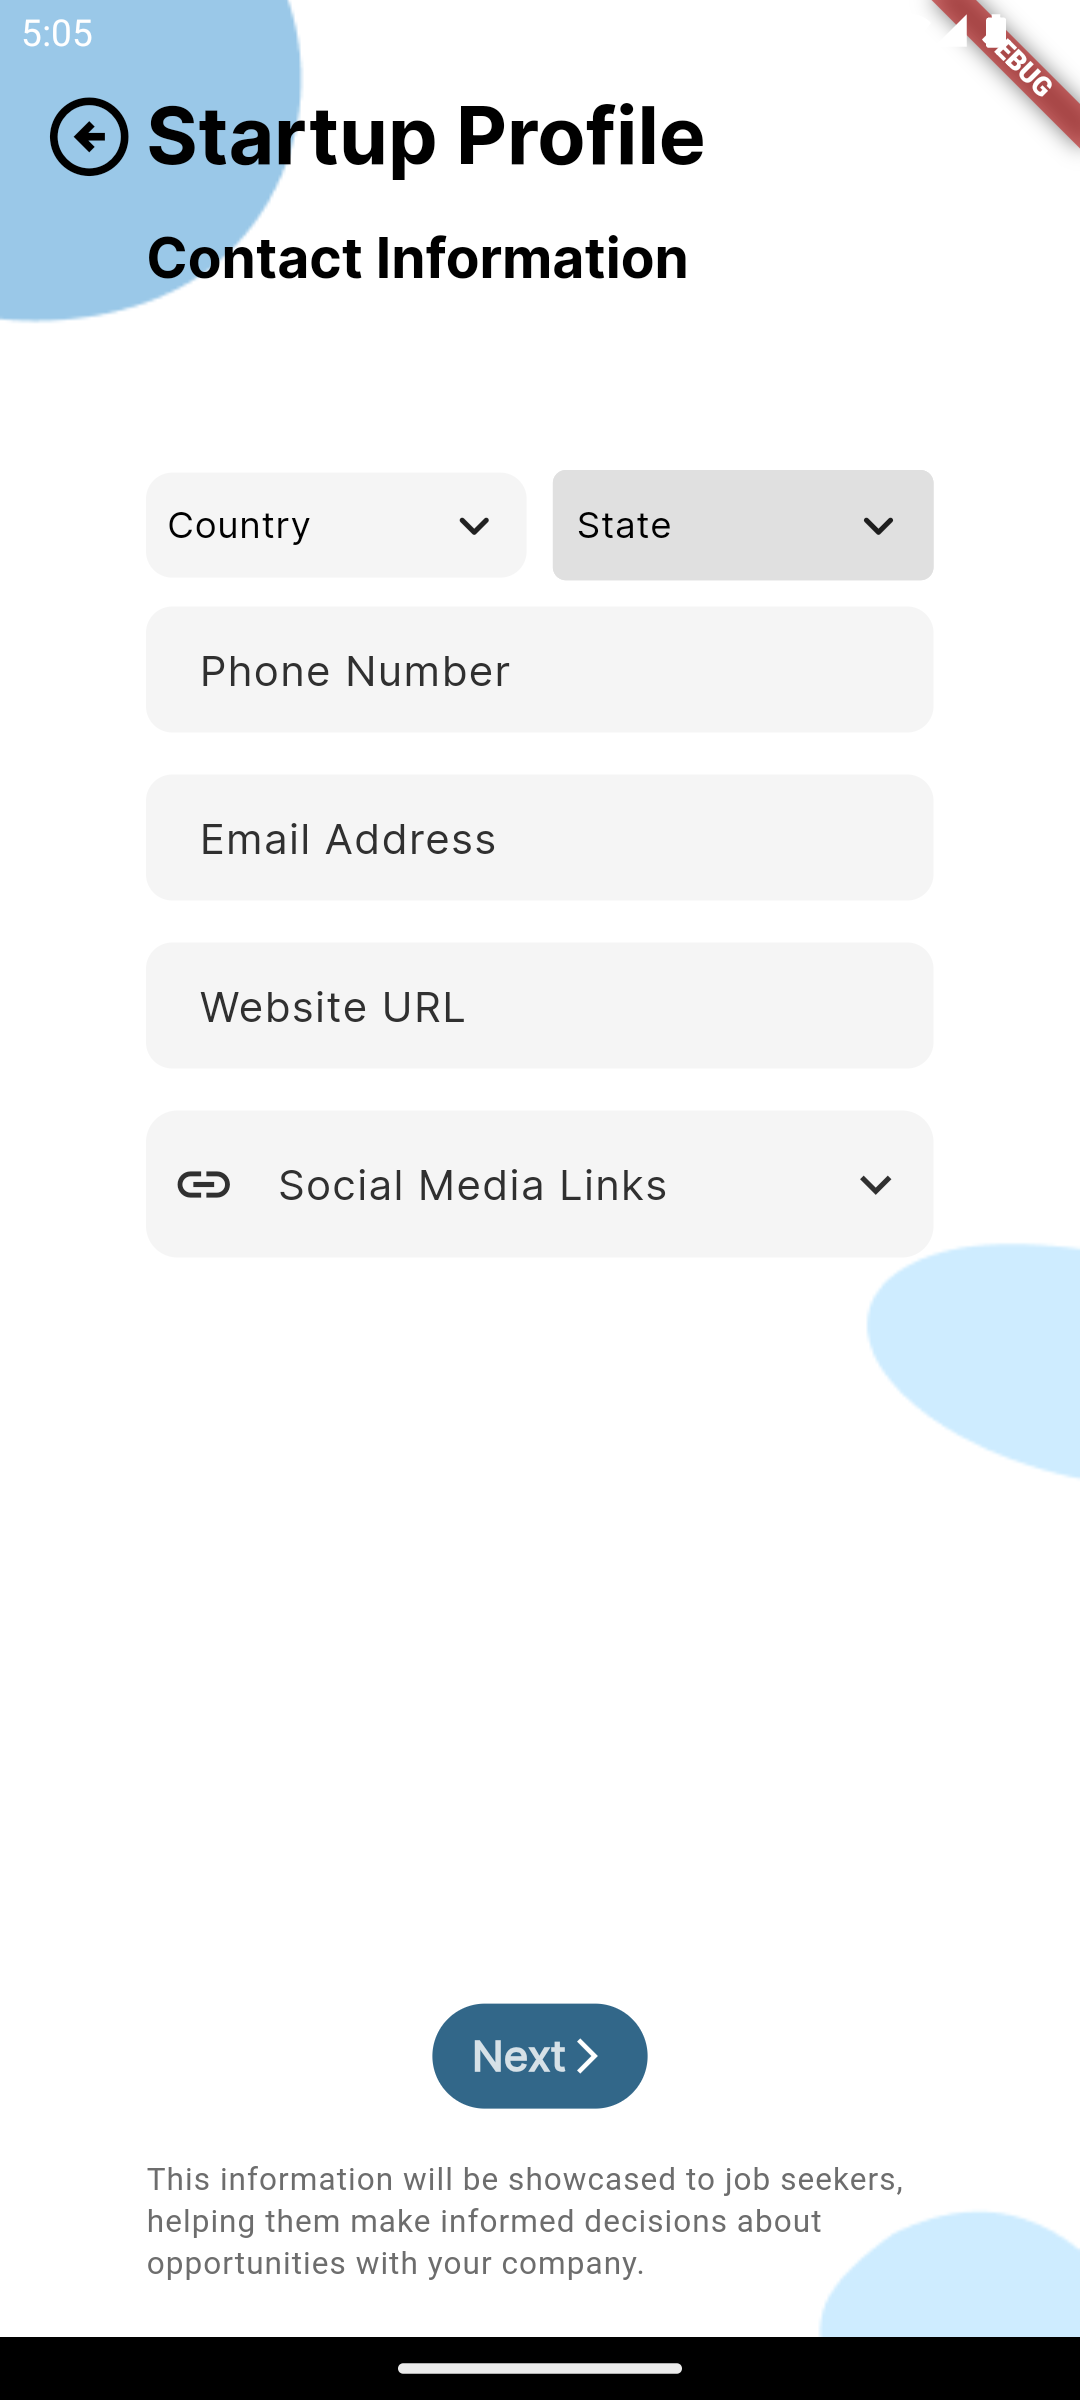 5:05
EBUG
Startup Profile
Contact Information
Country
State
Phone Number
Email Address
Website URL
Social Media Links
Next
This information will be showcased to job seekers,
helping them make informed decisions about
opportunities with your company.